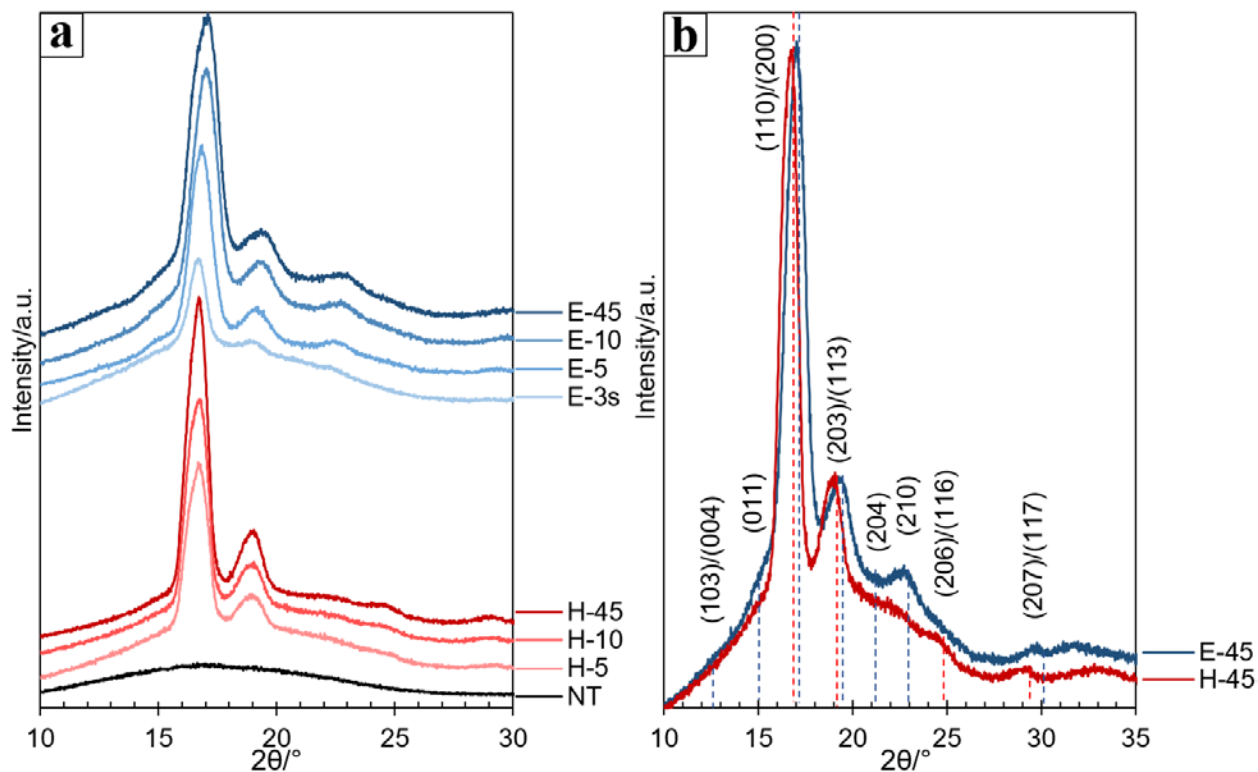 a
Intensity/a.u.
E-45
E-10
E-5
E-3s
H-45
H-10
H-5
NT
10
15
20
25
30
2θ/°
b
Intensity/a.u.
(103)/(004)
(011)
(110)/(200)
(203)/(113)
(204)
(210)
(206)/(116)
(207)/(117)
E-45
H-45
10
15
20
25
30
35
2θ/°